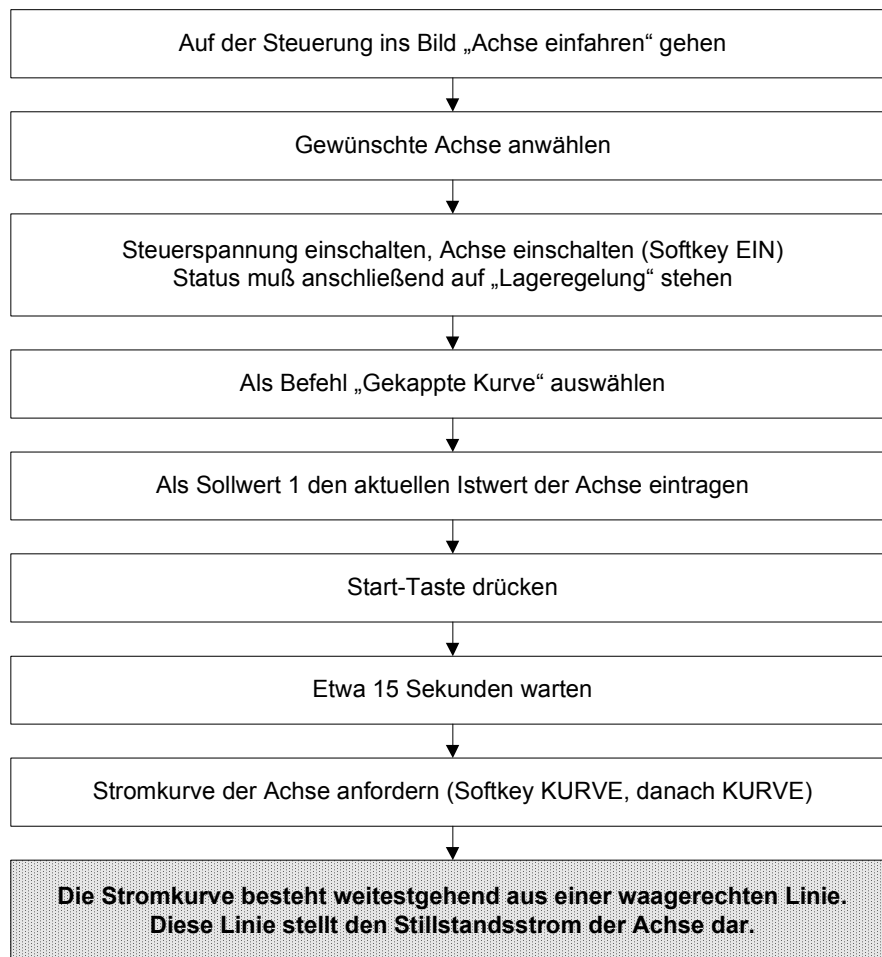 Auf der Steuerung ins Bild „Achse einfahren“ gehen
Gewünschte Achse anwählen
Steuerspannung einschalten, Achse einschalten (Softkey EIN)
Status muß anschließend auf „Lageregelung“ stehen
Als Befehl „Gekappte Kurve“ auswählen
Als Sollwert 1 den aktuellen Istwert der Achse eintragen
Start-Taste drücken
Etwa 15 Sekunden warten
Stromkurve der Achse anfordern (Softkey KURVE, danach KURVE)
Die Stromkurve besteht weitestgehend aus einer waagerechten Linie.
Diese Linie stellt den Stillstandsstrom der Achse dar.